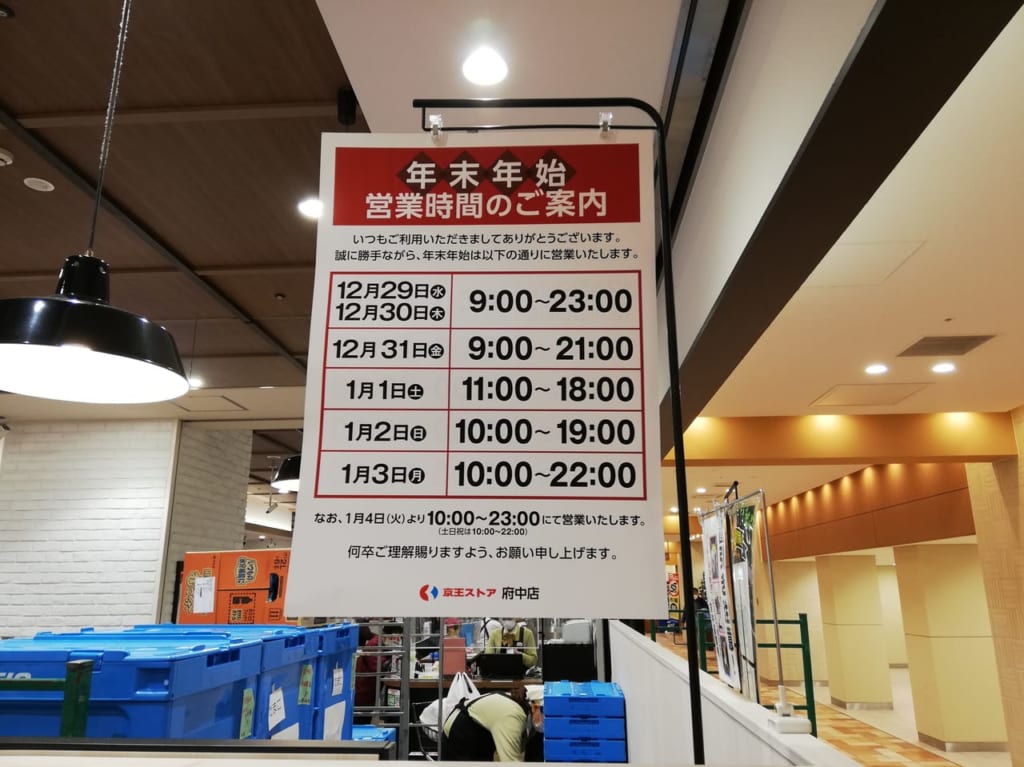 年末年始
営業時間のご案内
いつもご利用いただきましてありがとうございます。
誠に勝手ながら、年末年始は以下の通りに営業いたします。
12月29日㊌
12月30日㊍
9:00～23:00
12月31日㊎ 9:00～21:00
1月1日㊏ 11:00～18:00
1月2日㊐ 10:00～19:00
1月3日㊊ 10:00～22:00
なお、1月4日(火)より10:00～23:00にて営業いたします。
(土日祝は10:00～22:00)
何卒ご理解賜りますよう、お願い申し上げます。
京王ストア 府中店